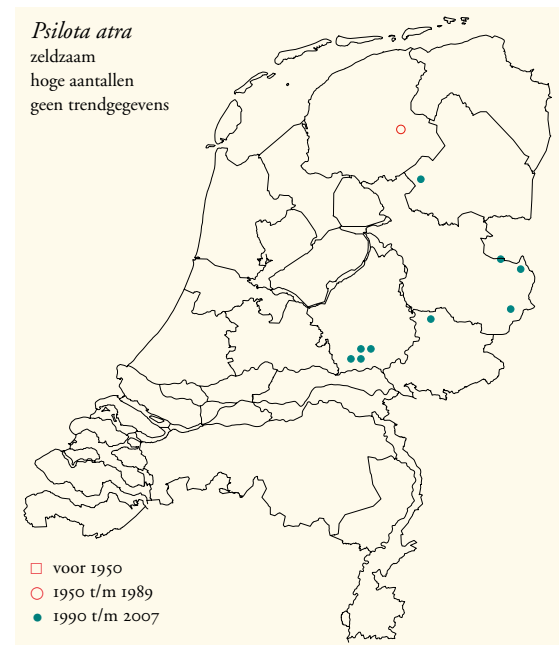 Psilota atra
zeldzaam
hoge aantallen
geen trendgegevens
voor 1950
1950 t/m 1989
1990 t/m 2007